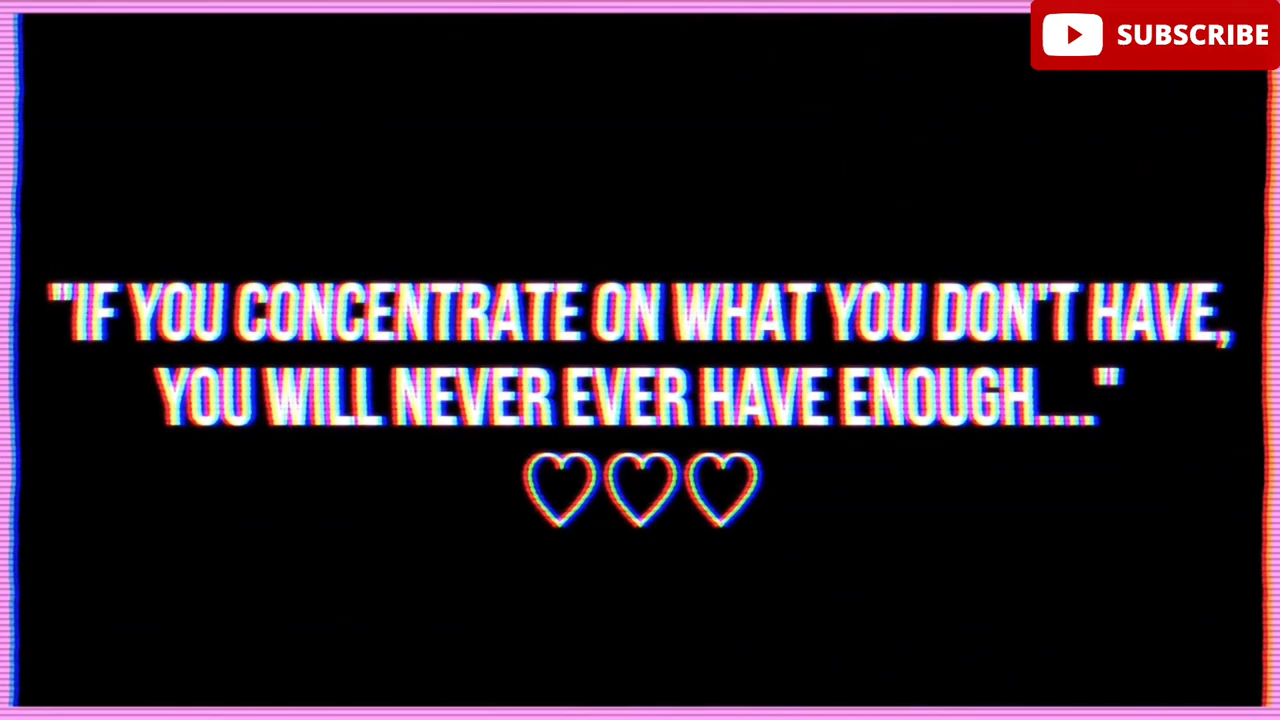 SUBSCRIBE
"IF YOU CONCENTRATE ON WHAT YOU DON'T HAVE,
YOU WILL NEVER EVER HAVE ENOUGH...."
♡♡♡